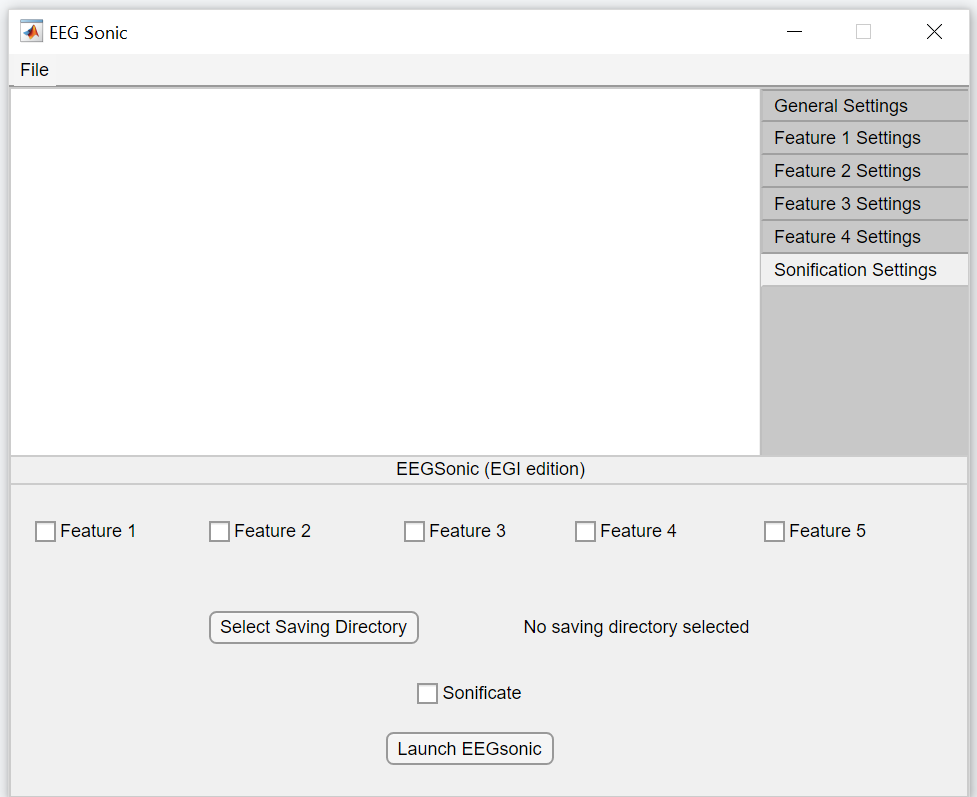 EEG Sonic
File
General Settings
Feature 1 Settings
Feature 2 Settings
Feature 3 Settings
Feature 4 Settings
Sonification Settings
EEGSonic (EGI edition)
Feature 1 Feature 2 Feature 3 Feature 4 Feature 5
Select Saving Directory No saving directory selected
Sonificate
Launch EEGsonic